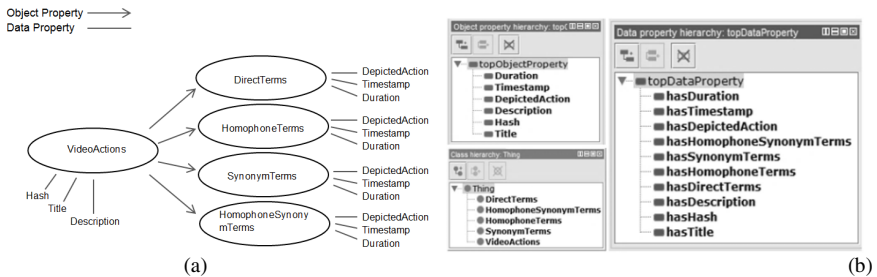 Object Property
Data Property
DirectTerms
DepictedAction
Timestamp
Duration
HomophoneTerms
DepictedAction
Timestamp
Duration
VideoActions
SynonymTerms
DepictedAction
Timestamp
Duration
HomophoneSynony
mTerms
DepictedAction
Timestamp
Duration
Hash
Title
Description
(a)
Object property hierarchy: topO
topObjectProperty
Duration
Timestamp
DepictedAction
Description
Hash
Title
Class hierarchy: Thing
Thing
DirectTerms
HomophoneSynonymTerms
HomophoneTerms
SynonymTerms
VideoActions
Data property hierarchy: topDataProperty
topDataProperty
hasDuration
hasTimestamp
hasDepictedAction
hasHomophoneSynonymTerms
hasSynonymTerms
hasHomophoneTerms
hasDirectTerms
hasDescription
hasHash
hasTitle
(b)